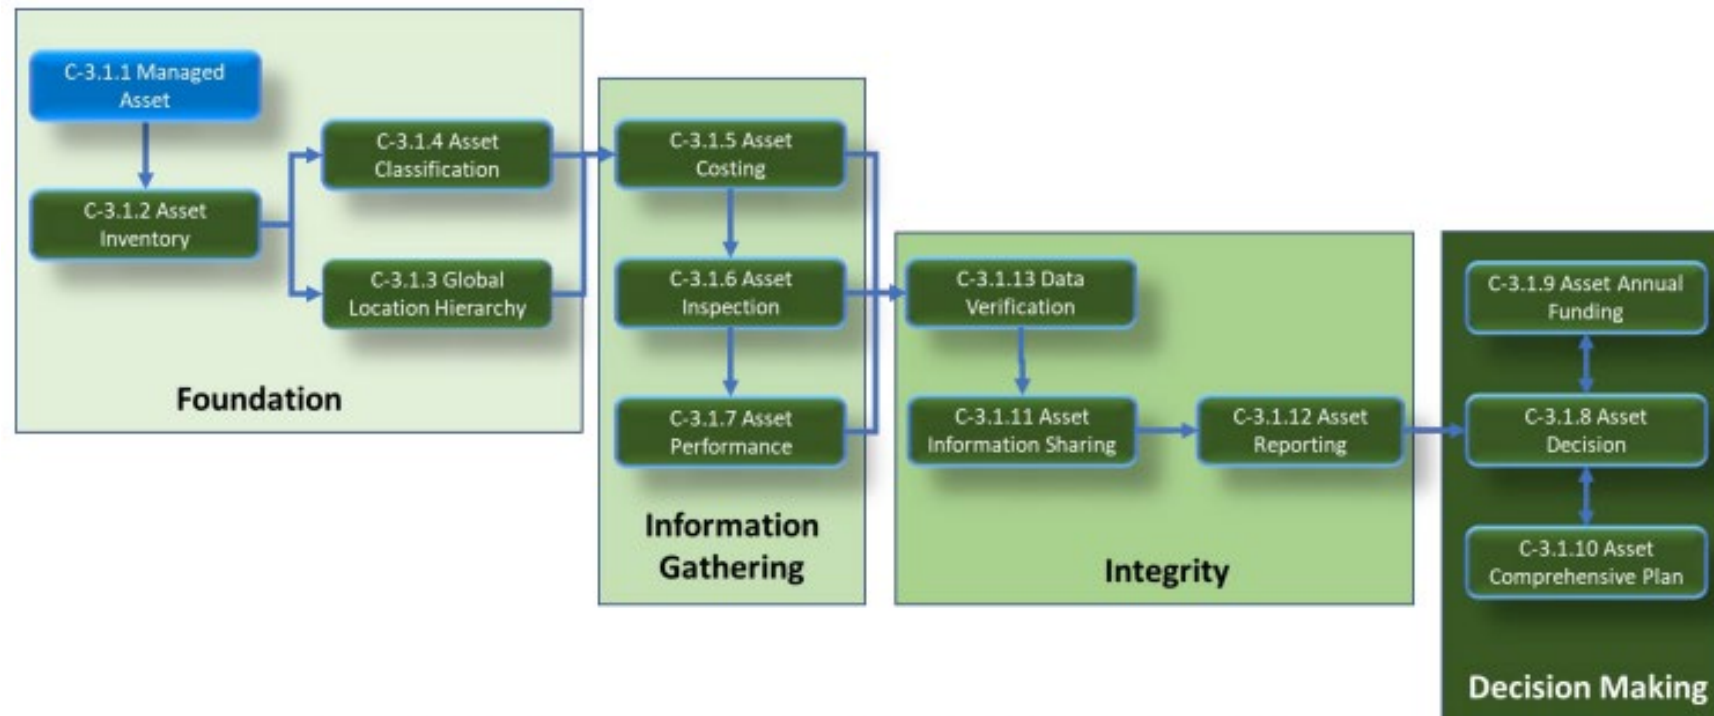 C-3.1.1 Managed
Asset
C-3.1.2 Asset
Inventory
C-3.1.4 Asset
Classification
C-3.1.3 Global
Location Hierarchy
Foundation
C-3.1.5 Asset
Costing
C-3.1.6 Asset
Inspection
C-3.1.7 Asset
Performance
Information
Gathering
C-3.1.13 Data
Verification
C-3.1.11 Asset
Information Sharing
C-3.1.12 Asset
Reporting
Integrity
C-3.1.9 Asset Annual
Funding
C-3.1.8 Asset
Decision
C-3.1.10 Asset
Comprehensive Plan
Decision Making